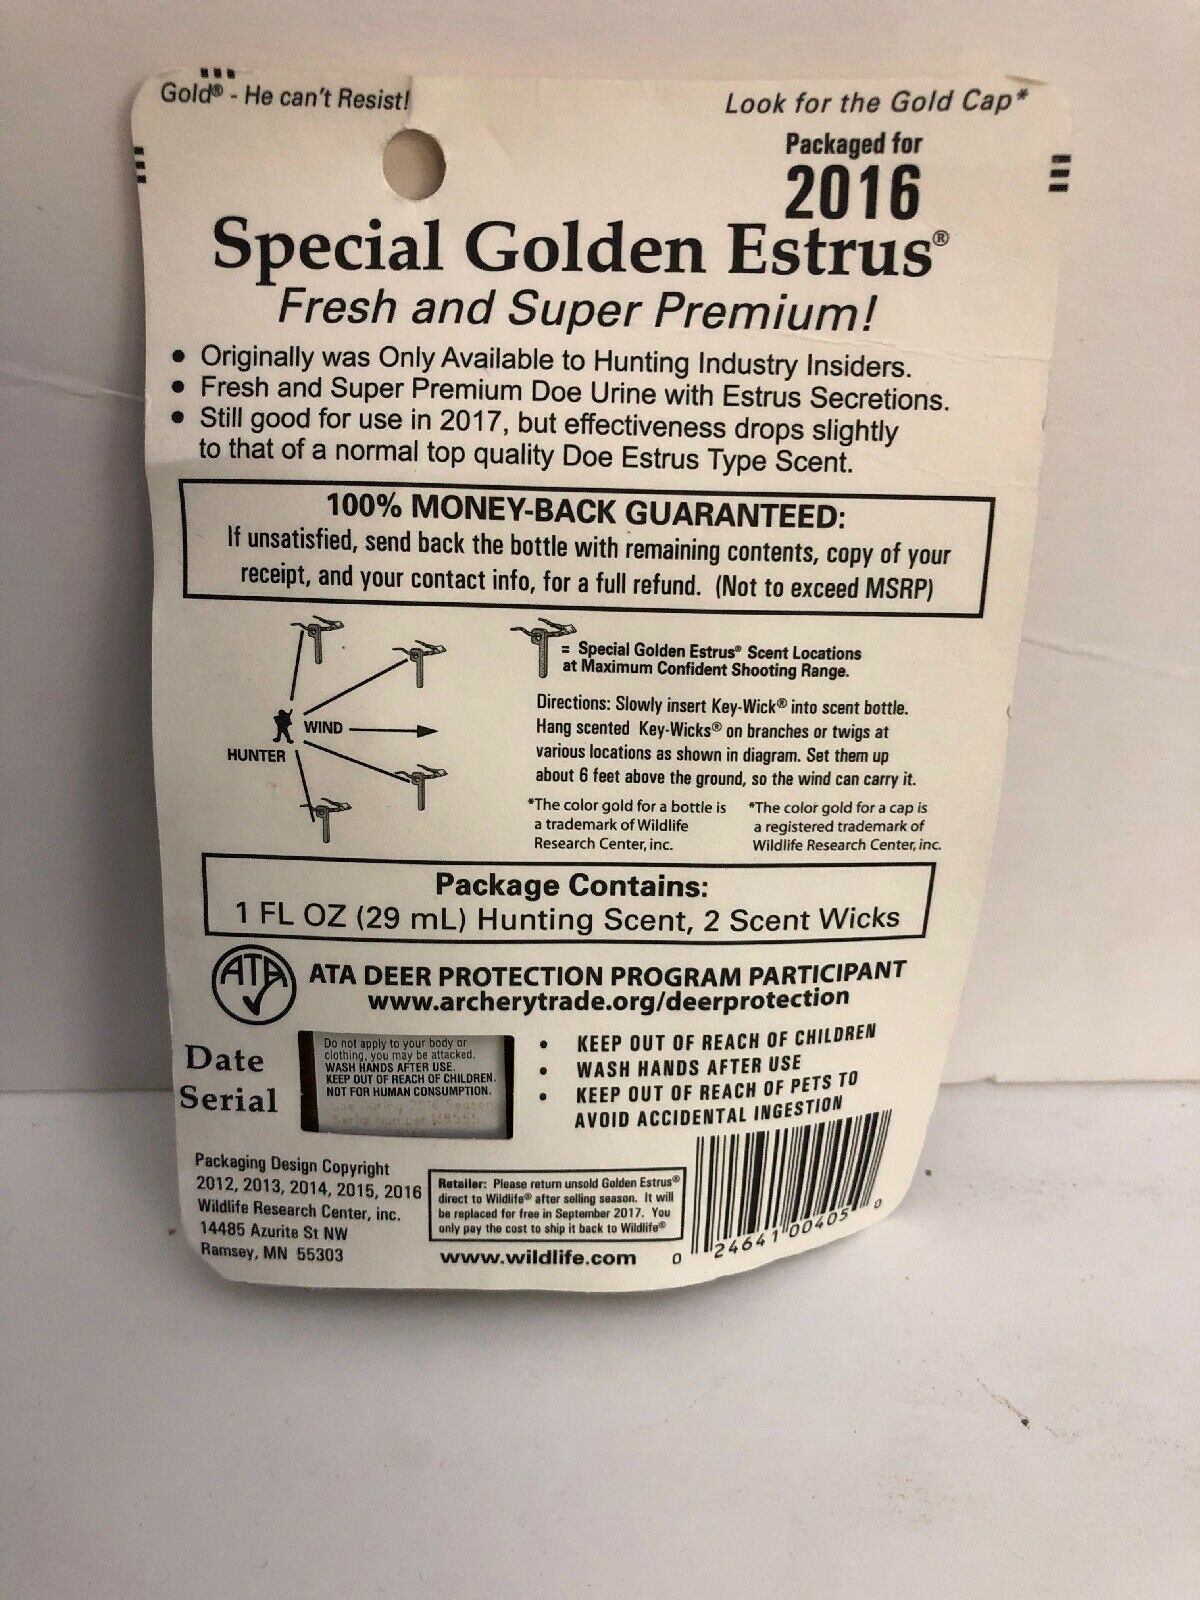 Gold® - He can't Resist!
Look for the Gold Cap*
Packaged for
2016
Special Golden Estrus®
Fresh and Super Premium!
• Originally was Only Available to Hunting Industry Insiders.
• Fresh and Super Premium Doe Urine with Estrus Secretions.
• Still good for use in 2017, but effectiveness drops slightly
to that of a normal top quality Doe Estrus Type Scent.
100% MONEY-BACK GUARANTEED:
If unsatisfied, send back the bottle with remaining contents, copy of your
receipt, and your contact info, for a full refund. (Not to exceed MSRP)
HUNTER
WIND
= Special Golden Estrus® Scent Locations
at Maximum Confident Shooting Range.
Directions: Slowly insert Key-Wick® into scent bottle.
Hang scented Key-Wicks® on branches or twigs at
various locations as shown in diagram. Set them up
about 6 feet above the ground, so the wind can carry it.
*The color gold for a bottle is
a trademark of Wildlife
Research Center, inc.
*The color gold for a cap is
a registered trademark of
Wildlife Research Center, inc.
Package Contains:
1 FL OZ (29 mL) Hunting Scent, 2 Scent Wicks
ATA
ATA DEER PROTECTION PROGRAM PARTICIPANT
www.archerytrade.org/deerprotection
Date
Serial
Do not apply to your body or
clothing, you may be attacked.
WASH HANDS AFTER USE.
KEEP OUT OF REACH OF CHILDREN.
NOT FOR HUMAN CONSUMPTION.
Use During 2016 Season
Serial Number
• KEEP OUT OF REACH OF CHILDREN
• WASH HANDS AFTER USE
• KEEP OUT OF REACH OF PETS TO
AVOID ACCIDENTAL INGESTION
Packaging Design Copyright
2012, 2013, 2014, 2015, 2016
Wildlife Research Center, inc.
14485 Azurite St NW
Ramsey, MN 55303
Retailer: Please return unsold Golden Estrus®
direct to Wildlife® after selling season. It will
be replaced for free in September 2017. You
only pay the cost to ship it back to Wildlife®
www.wildlife.com
0 24641 00405 0